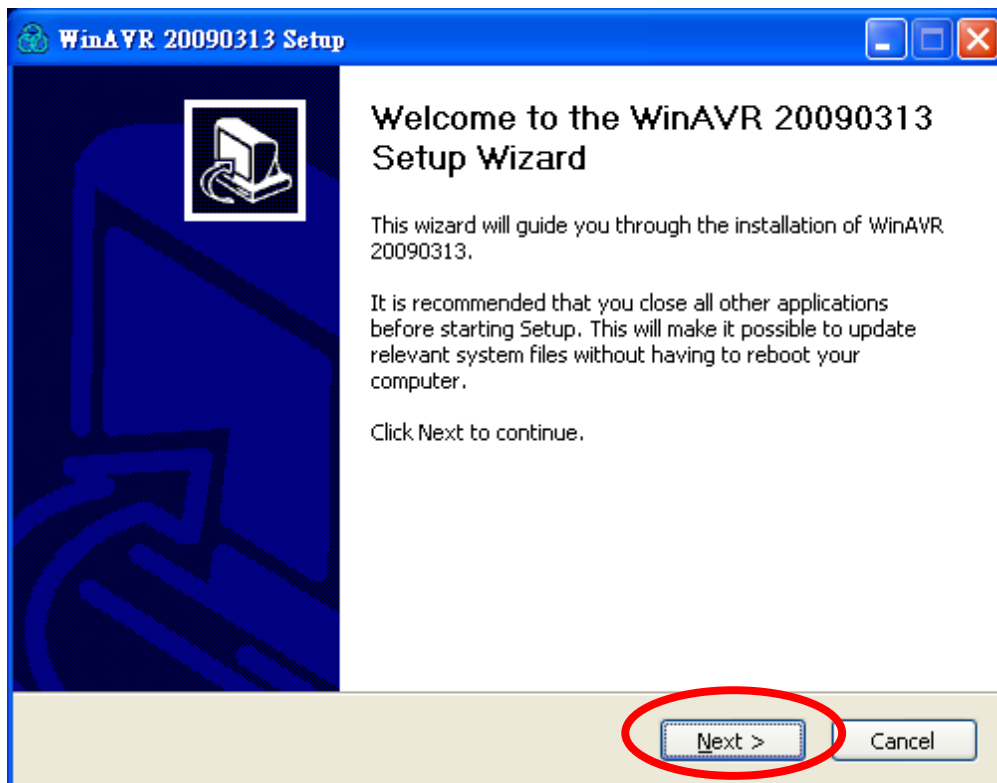 WinAVR 20090313 Setup
Welcome to the WinAVR 20090313
Setup Wizard
This wizard will guide you through the installation of WinAVR
20090313.
It is recommended that you close all other applications
before starting Setup. This will make it possible to update
relevant system files without having to reboot your
computer.
Click Next to continue.
Next >
Cancel